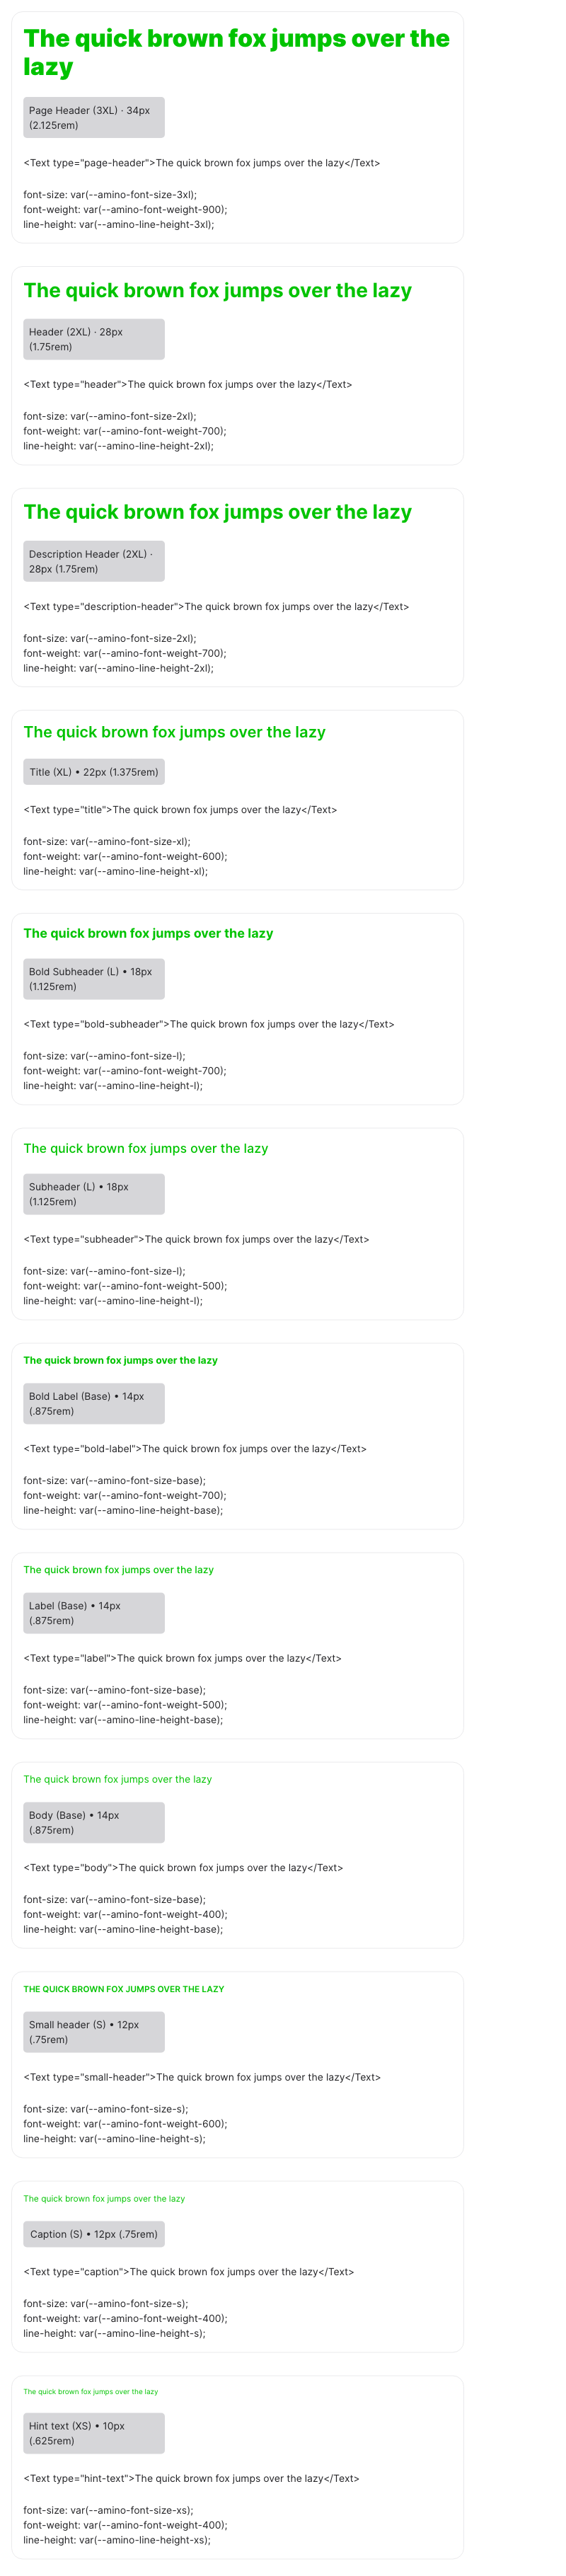 The quick brown fox jumps over the
lazy
Page Header (3XL) · 34px
(2.125rem)
<Text type="page-header">The quick brown fox jumps over the lazy</Text>
font-size: var(--amino-font-size-3xl);
font-weight: var(--amino-font-weight-900);
line-height: var(--amino-line-height-3xl);
The quick brown fox jumps over the lazy
Header (2XL) · 28px
(1.75rem)
<Text type="header">The quick brown fox jumps over the lazy</Text>
font-size: var(--amino-font-size-2xl);
font-weight: var(--amino-font-weight-700);
line-height: var(--amino-line-height-2xl);
The quick brown fox jumps over the lazy
Description Header (2XL) ·
28px (1.75rem)
<Text type="description-header">The quick brown fox jumps over the lazy</Text>
font-size: var(--amino-font-size-2xl);
font-weight: var(--amino-font-weight-700);
line-height: var(--amino-line-height-2xl);
The quick brown fox jumps over the lazy
Title (XL) • 22px (1.375rem)
<Text type="title">The quick brown fox jumps over the lazy</Text>
font-size: var(--amino-font-size-xl);
font-weight: var(--amino-font-weight-600);
line-height: var(--amino-line-height-xl);
The quick brown fox jumps over the lazy
Bold Subheader (L) • 18px
(1.125rem)
<Text type="bold-subheader">The quick brown fox jumps over the lazy</Text>
font-size: var(--amino-font-size-l);
font-weight: var(--amino-font-weight-700);
line-height: var(--amino-line-height-l);
The quick brown fox jumps over the lazy
Subheader (L) • 18px
(1.125rem)
<Text type="subheader">The quick brown fox jumps over the lazy</Text>
font-size: var(--amino-font-size-l);
font-weight: var(--amino-font-weight-500);
line-height: var(--amino-line-height-l);
The quick brown fox jumps over the lazy
Bold Label (Base) • 14px
(.875rem)
<Text type="bold-label">The quick brown fox jumps over the lazy</Text>
font-size: var(--amino-font-size-base);
font-weight: var(--amino-font-weight-700);
line-height: var(--amino-line-height-base);
The quick brown fox jumps over the lazy
Label (Base) • 14px
(.875rem)
<Text type="label">The quick brown fox jumps over the lazy</Text>
font-size: var(--amino-font-size-base);
font-weight: var(--amino-font-weight-500);
line-height: var(--amino-line-height-base);
The quick brown fox jumps over the lazy
Body (Base) • 14px
(.875rem)
<Text type="body">The quick brown fox jumps over the lazy</Text>
font-size: var(--amino-font-size-base);
font-weight: var(--amino-font-weight-400);
line-height: var(--amino-line-height-base);
THE QUICK BROWN FOX JUMPS OVER THE LAZY
Small header (S) • 12px
(.75rem)
<Text type="small-header">The quick brown fox jumps over the lazy</Text>
font-size: var(--amino-font-size-s);
font-weight: var(--amino-font-weight-600);
line-height: var(--amino-line-height-s);
The quick brown fox jumps over the lazy
Caption (S) • 12px (.75rem)
<Text type="caption">The quick brown fox jumps over the lazy</Text>
font-size: var(--amino-font-size-s);
font-weight: var(--amino-font-weight-400);
line-height: var(--amino-line-height-s);
The quick brown fox jumps over the lazy
Hint text (XS) • 10px
(.625rem)
<Text type="hint-text">The quick brown fox jumps over the lazy</Text>
font-size: var(--amino-font-size-xs);
font-weight: var(--amino-font-weight-400);
line-height: var(--amino-line-height-xs);